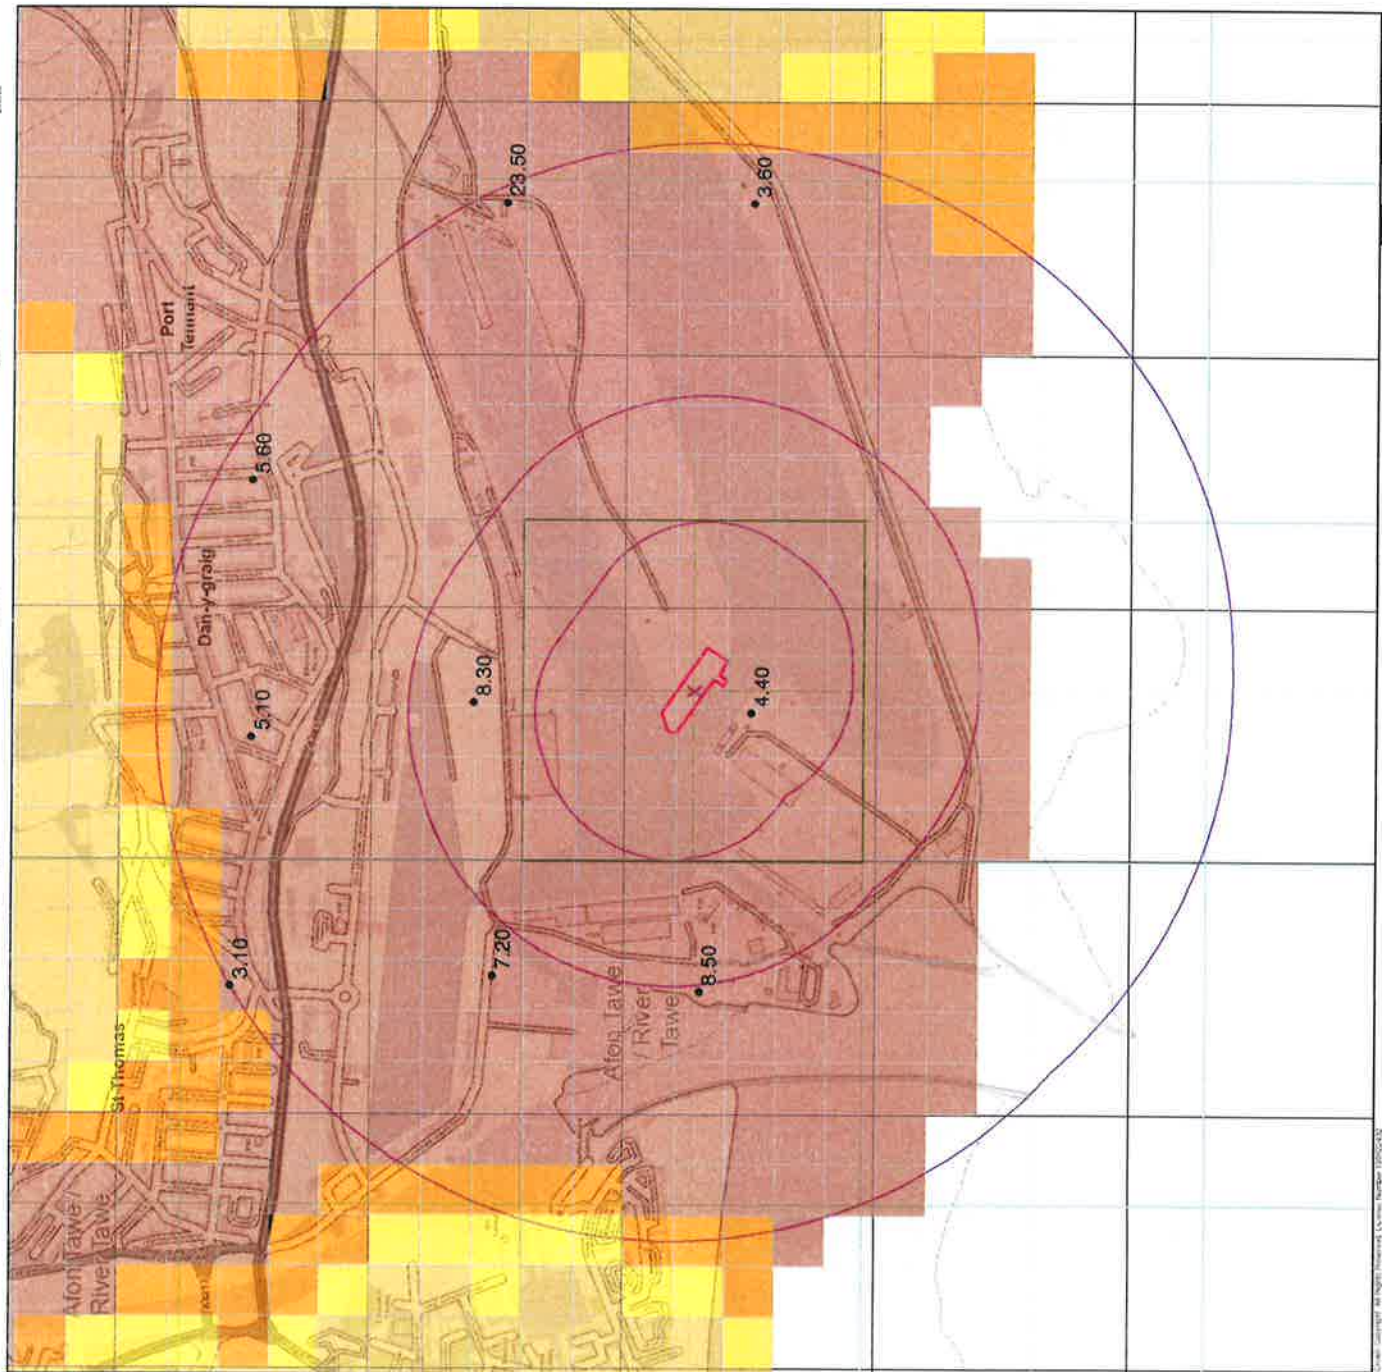 23.50
3.60
Port
Tennant
5.60
Dan-y-graig
5.10
8.30
x
4.40
3.10
7.20
8.50
St Thomas
Afon Tawe
/ River
Tawe
Afon Tawe/
River Tawe